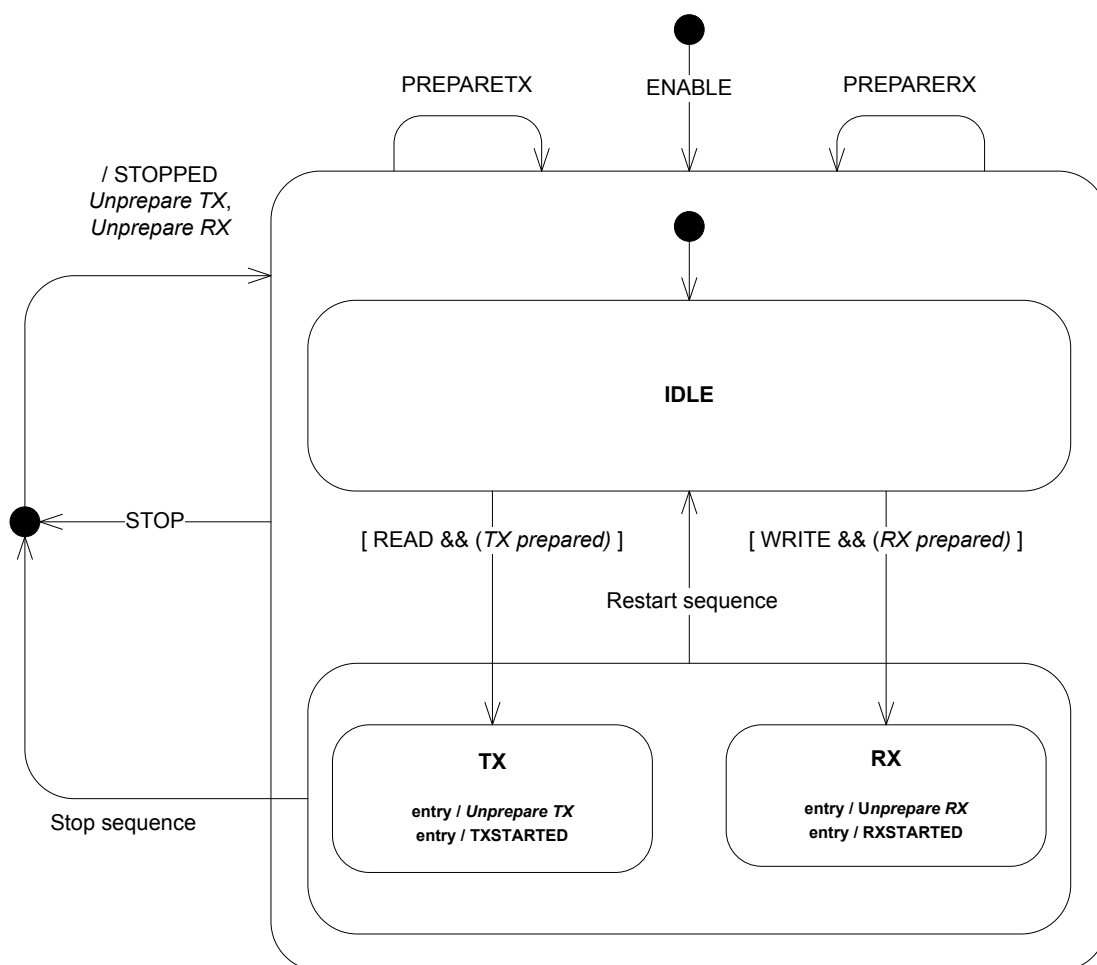 PREPARETX
ENABLE
PREPARERX
/ STOPPED
Unprepare TX,
Unprepare RX
IDLE
STOP
[ READ && (TX prepared) ]
[ WRITE && (RX prepared) ]
Restart sequence
TX
entry / Unprepare TX
entry / TXSTARTED
RX
entry / Unprepare RX
entry / RXSTARTED
Stop sequence